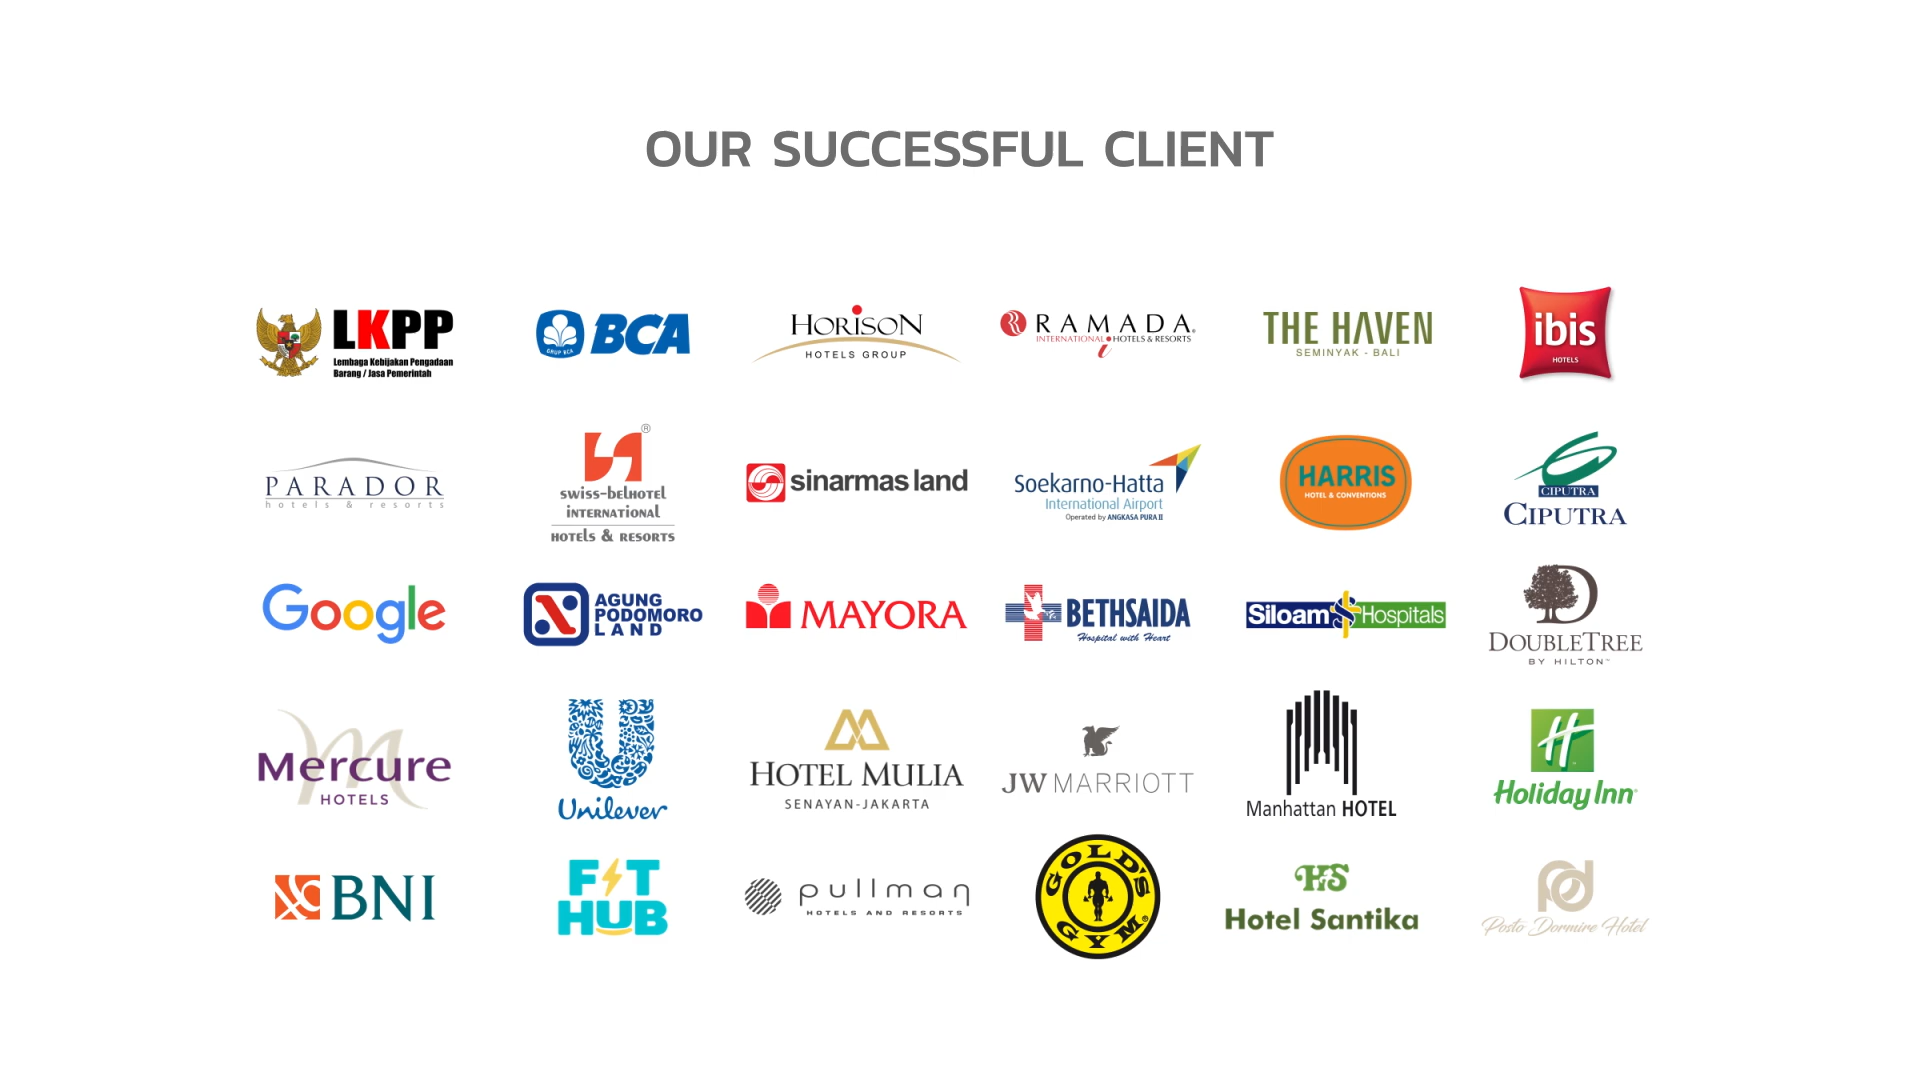 OUR SUCCESSFUL CLIENT
LKPP
Lembaga Kebijakan Pengadaan
Barang / Jasa Pemerintah
GRUP BCA
BCA
HORISON
HOTELS GROUP
R
RAMADA®
INTERNATIONAL HOTELS & RESORTS
i
THE HAVEN
SEMINYAK - BALI
ibis
HOTELS
PARADOR
hotels & resorts
®
swiss-belhotel
INTERNATIONAL
HOTELS & RESORTS
sinarmas land
Soekarno-Hatta
International Airport
Operated by ANGKASA PURA II
HARRIS
HOTEL & CONVENTIONS
CIPUTRA
CIPUTRA
Google
AGUNG
PODOMORO
LAND
MAYORA
BETHSAIDA
Hospital with Heart
Siloam Hospitals
D
DOUBLETREE
BY HILTON™
m
Mercure
HOTELS
U
Unilever
HOTEL MULIA
SENAYAN-JAKARTA
JW MARRIOTT
Manhattan HOTEL
H
Holiday Inn®
BNI
FIT
HUB
pullman
HOTELS AND RESORTS
GOLD'S
GYM®
HS
Hotel Santika
pd
Posto Dormire Hotel